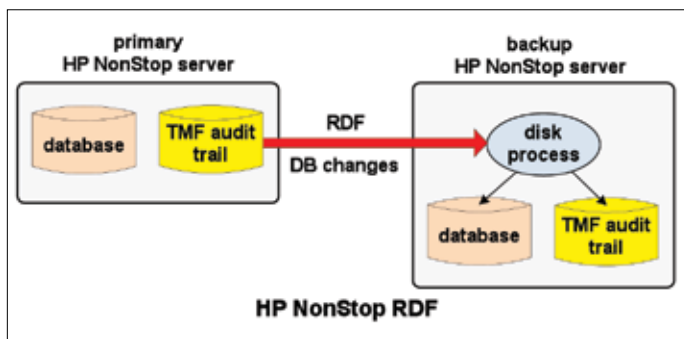 primary
HP NonStop server
database
TMF audit
trail
RDF
DB changes
backup
HP NonStop server
disk
process
database
TMF audit
trail
HP NonStop RDF